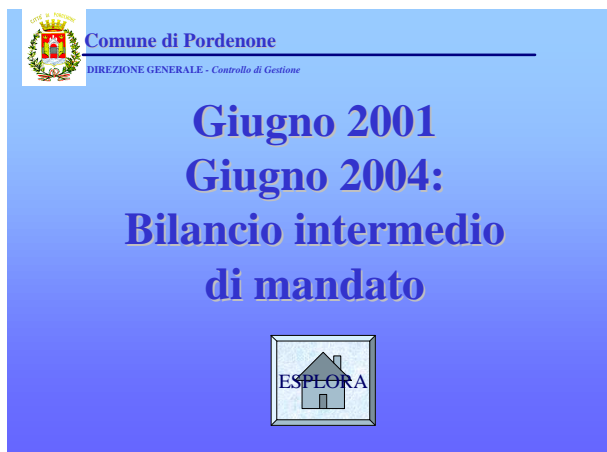 Comune di Pordenone
DIREZIONE GENERALE - Controllo di Gestione
Giugno 2001
Giugno 2004:
Bilancio intermedio
di mandato
ESPLORA